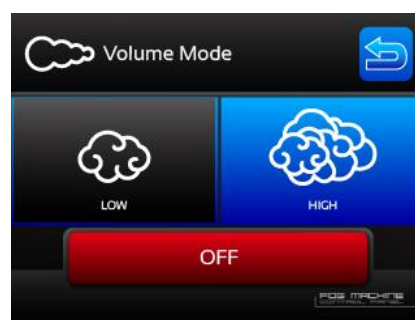 Volume Mode
LOW
HIGH
OFF
FOG MACHINE
CONTROL PANEL